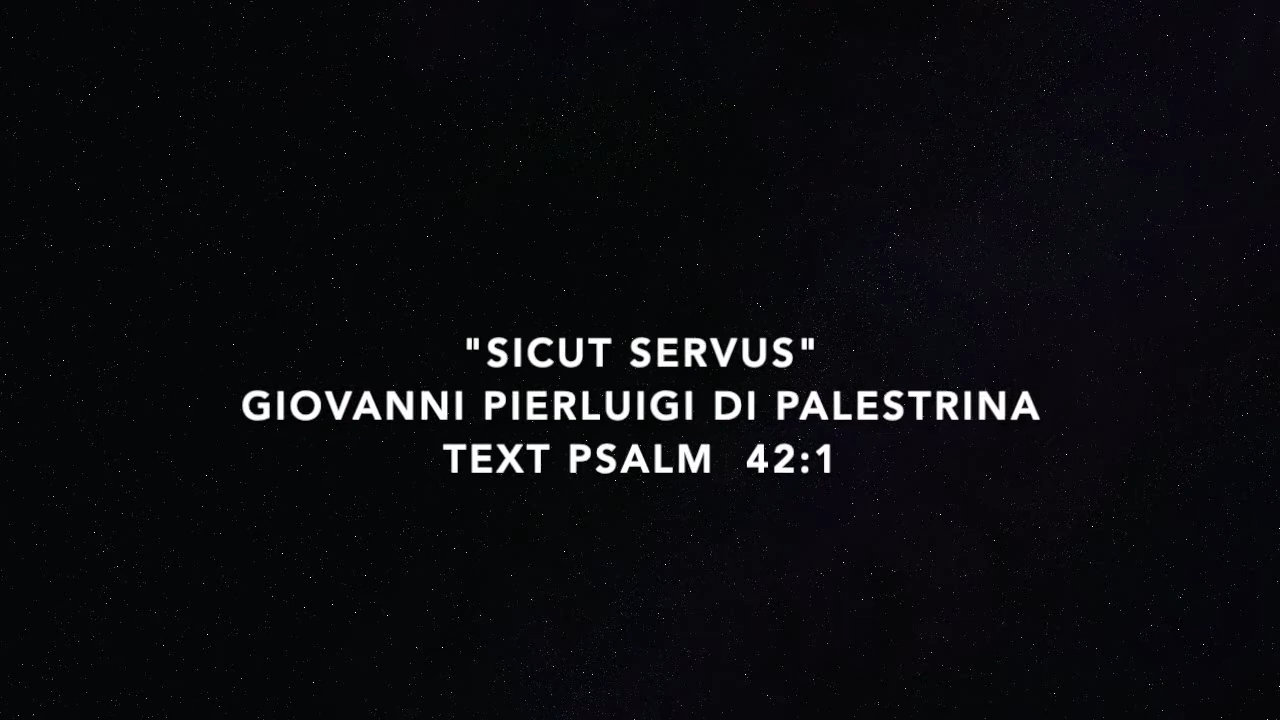 "SICUT SERVUS"
GIOVANNI PIERLUIGI DI PALESTRINA
TEXT PSALM 42:1